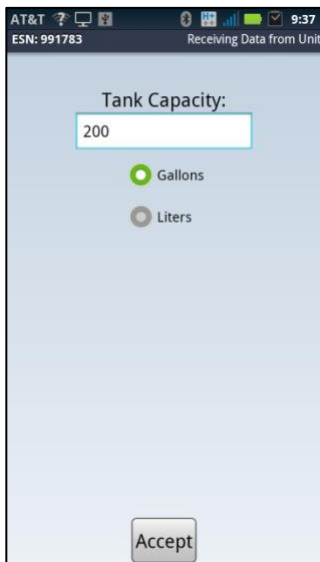 AT&T 9:37
ESN: 991783 Receiving Data from Unit
Tank Capacity:
200
Gallons
Liters
Accept